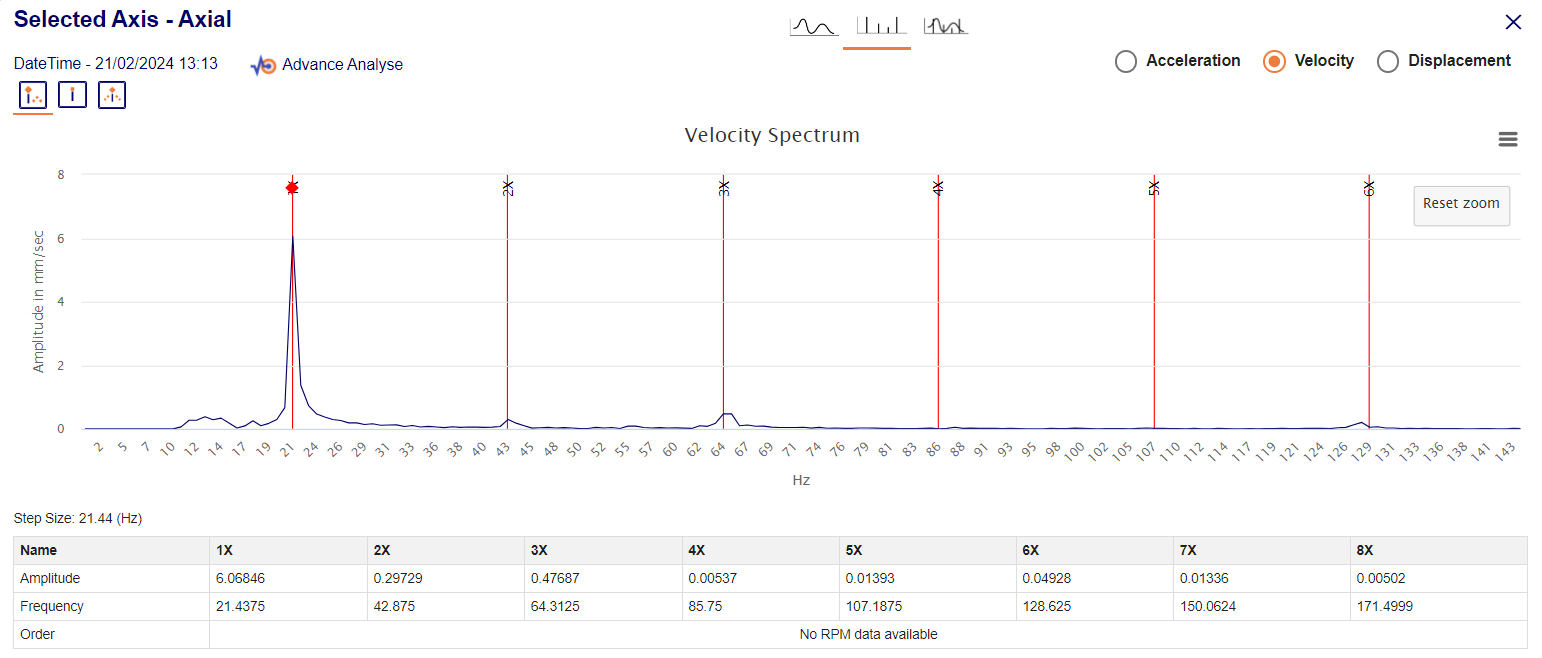 Selected Axis - Axial
DateTime - 21/02/2024 13:13 Advance Analyse
Acceleration Velocity Displacement
Velocity Spectrum
Reset zoom
1X 2X 3X 4X 5X 6X
Amplitude in mm/sec
8
6
4
2
0
2 5 7 10 12 14 17 19 21 24 26 29 31 33 36 38 40 43 45 48 50 52 55 57 60 62 64 67 69 71 74 76 79 81 83 86 88 91 93 95 98 100 102 105 107 110 112 114 117 119 121 124 126 129 131 133 136 138 141 143
Hz
Step Size: 21.44 (Hz)
Name 1X 2X 3X 4X 5X 6X 7X 8X
Amplitude 6.06846 0.29729 0.47687 0.00537 0.01393 0.04928 0.01336 0.00502
Frequency 21.4375 42.875 64.3125 85.75 107.1875 128.625 150.0624 171.4999
Order No RPM data available